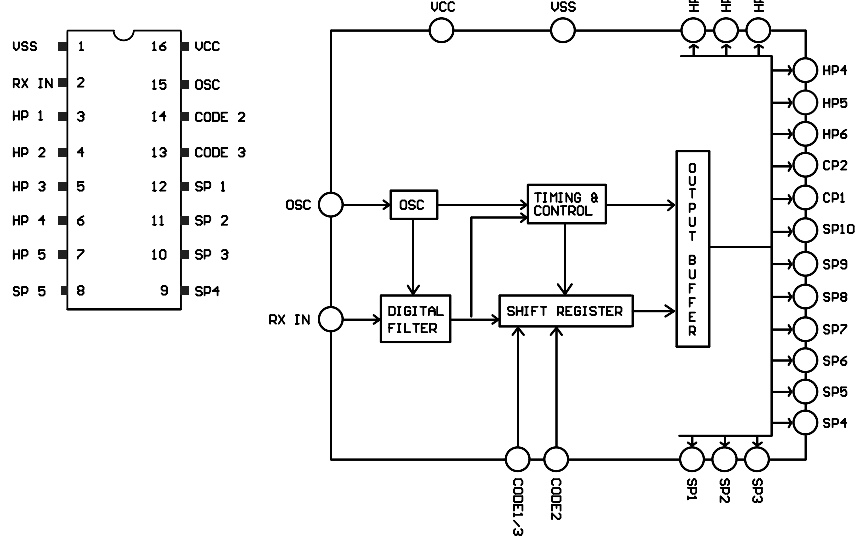 VSS 1 16 VCC
RX IN 2 15 OSC
HP 1 3 14 CODE 2
HP 2 4 13 CODE 3
HP 3 5 12 SP 1
HP 4 6 11 SP 2
HP 5 7 10 SP 3
SP 5 8 9 SP4
VCC
VSS
HP
HP
HP
HP4
HP5
HP6
CP2
CP1
SP10
SP9
SP8
SP7
SP6
SP5
SP4
OSC
OSC
TIMING &
CONTROL
OUTPUT BUFFER
RX IN
DIGITAL
FILTER
SHIFT REGISTER
CODE1/3
CODE2
SP1
SP2
SP3